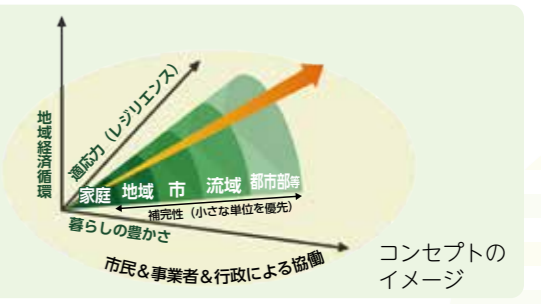 地域経済循環
適応力（レジリエンス）
家庭 地域 市 流域 都市部等
補完性（小さな単位を優先）
暮らしの豊かさ
市民＆事業者＆行政による協働
コンセプトの
イメージ